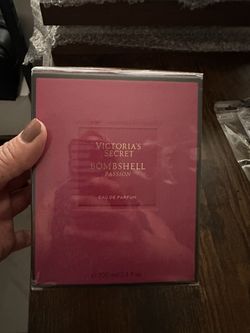 VICTORIA'S
SECRET
BOMBSHELL
PASSION
EAU DE PARFUM